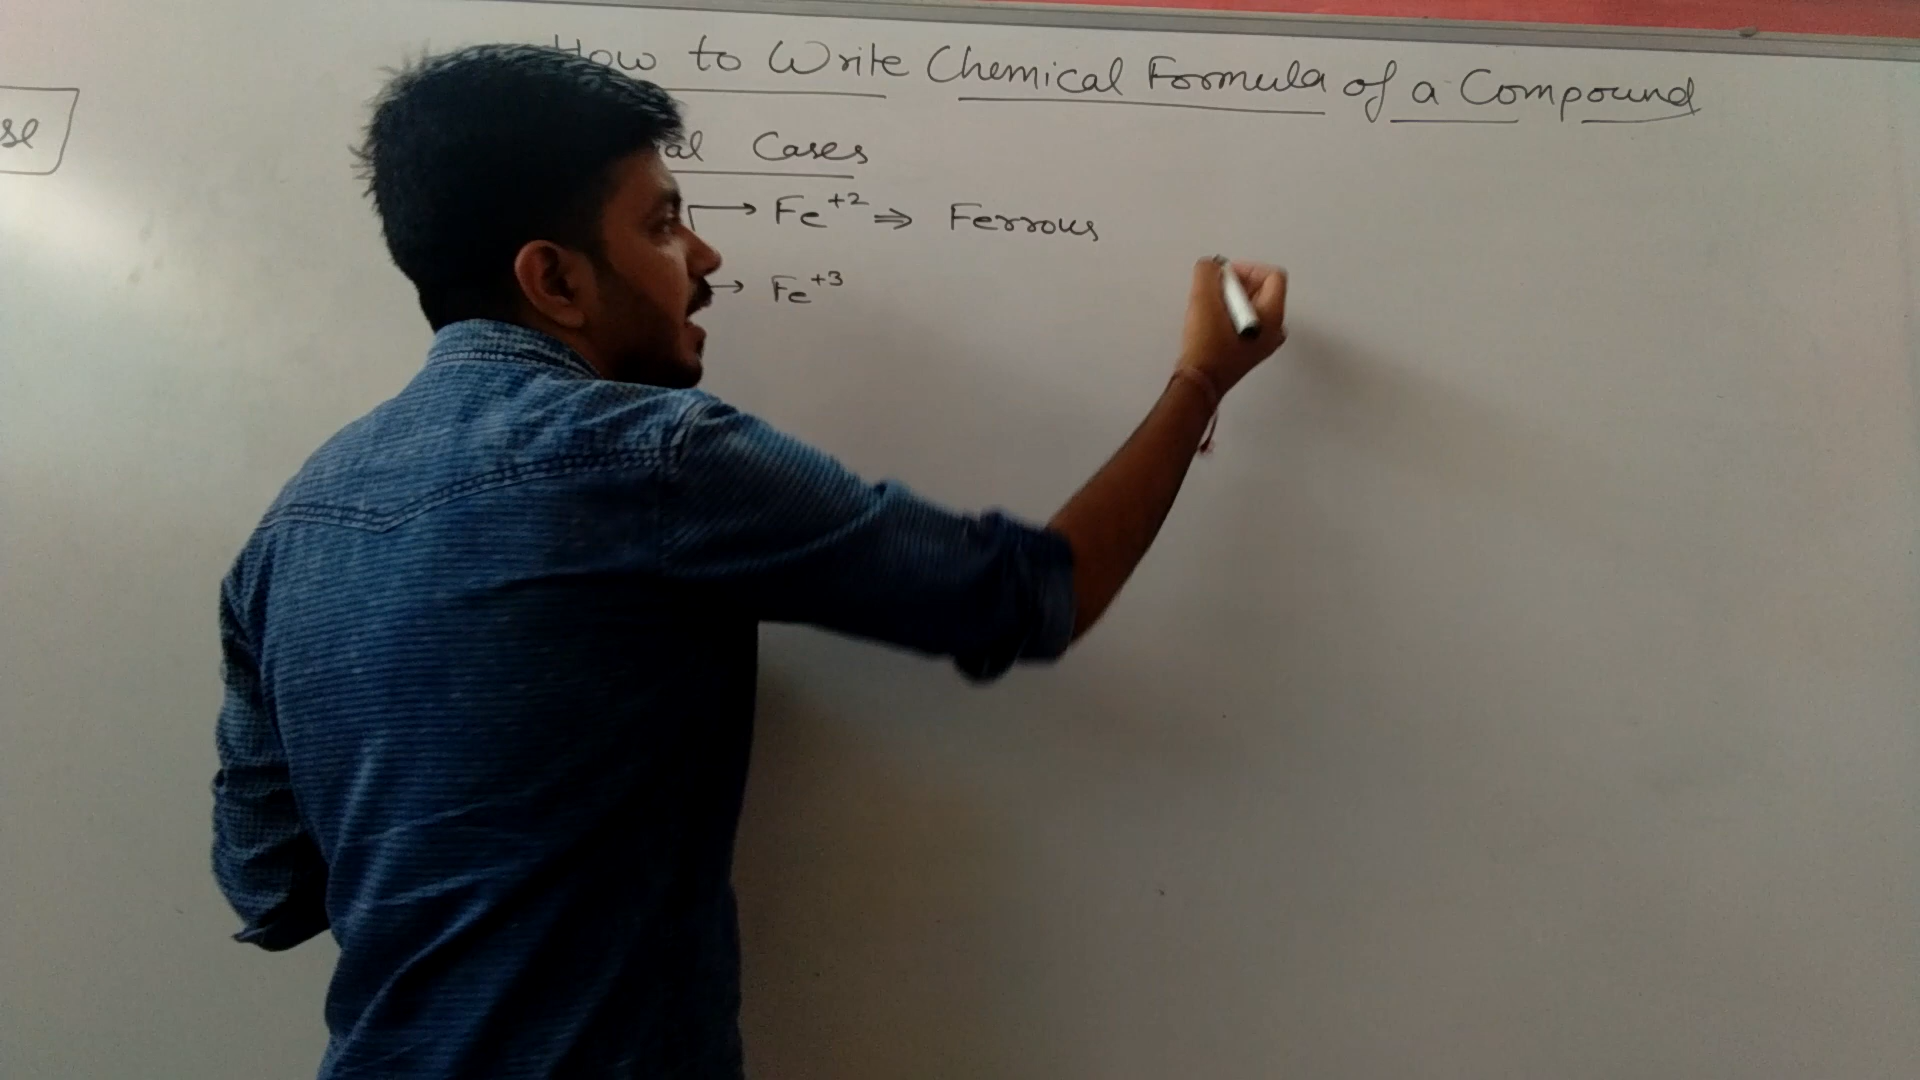 How to Write Chemical Formula of a Compound
Cases
Fe+2 ⇒ Ferrous
→ Fe+3